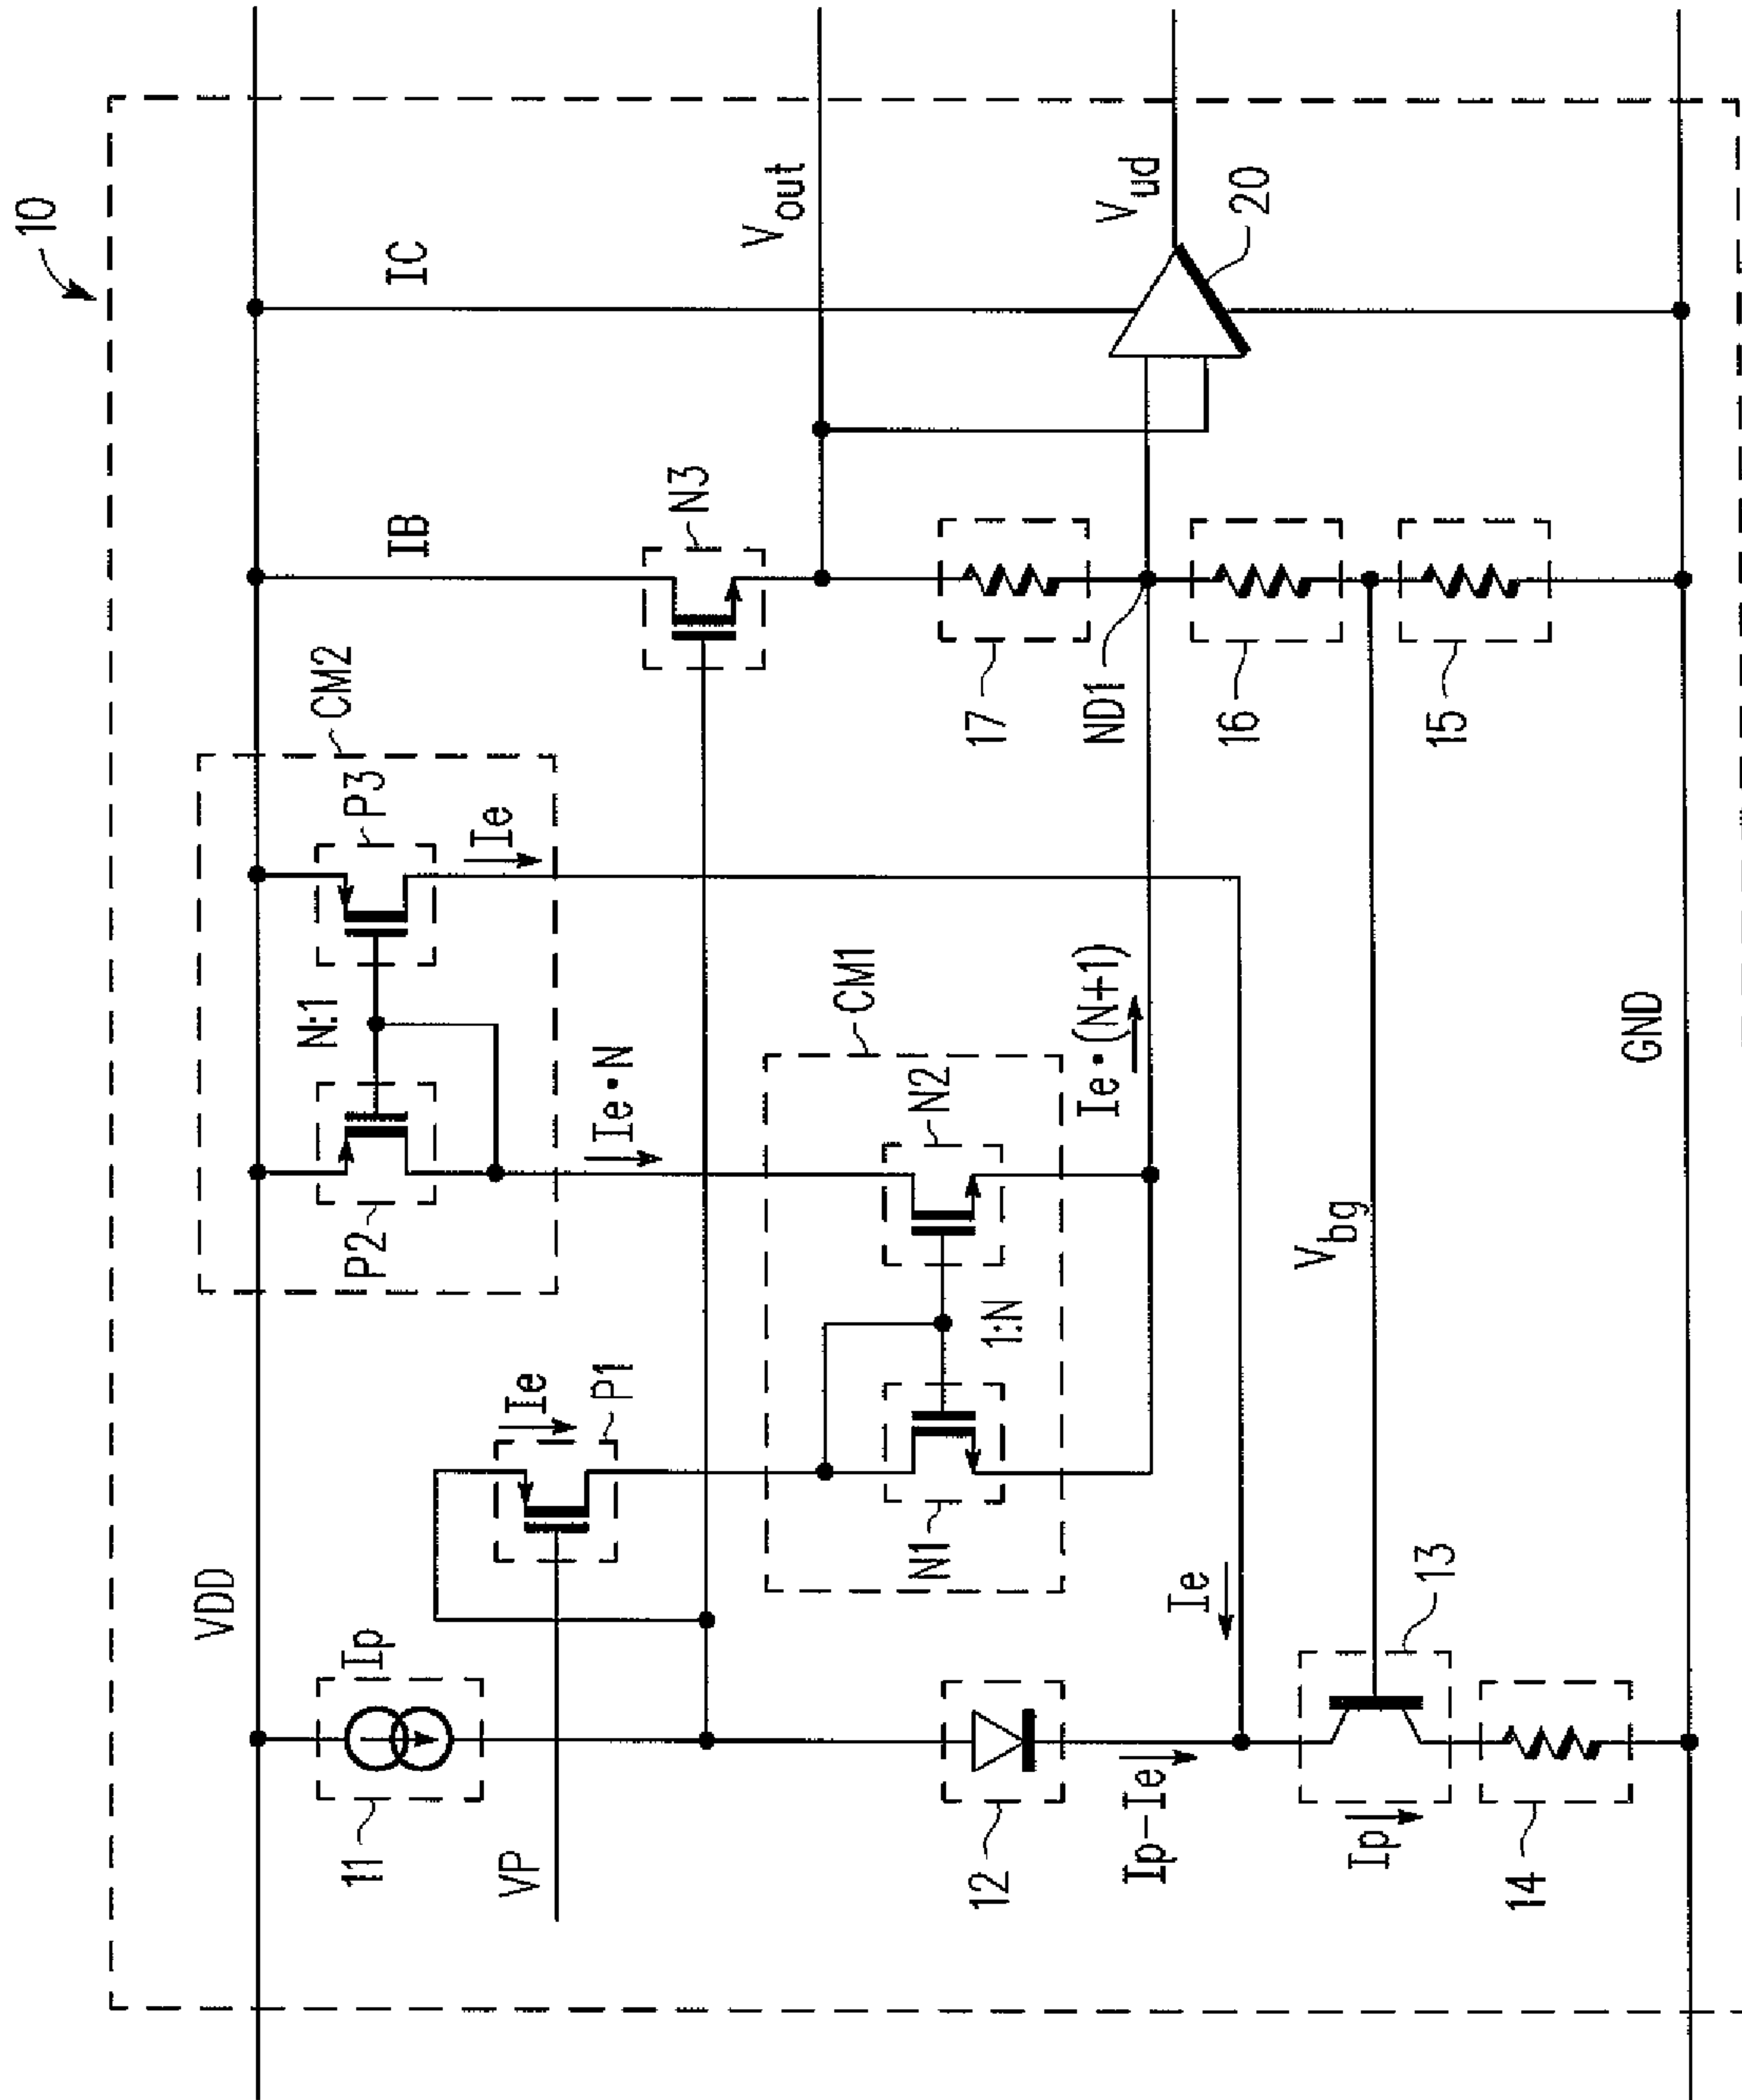 10
VDD
Ip
11
VP
Ie
P1
CM2
P2
N:1
P3
Ie
IB
IC
N3
Vout
Ie•N
CM1
N1
1:N
N2
Ie•(N+1)
17
ND1
16
15
Vud
20
12
Ip-Ie
Ie
Vbg
13
Ip
14
GND